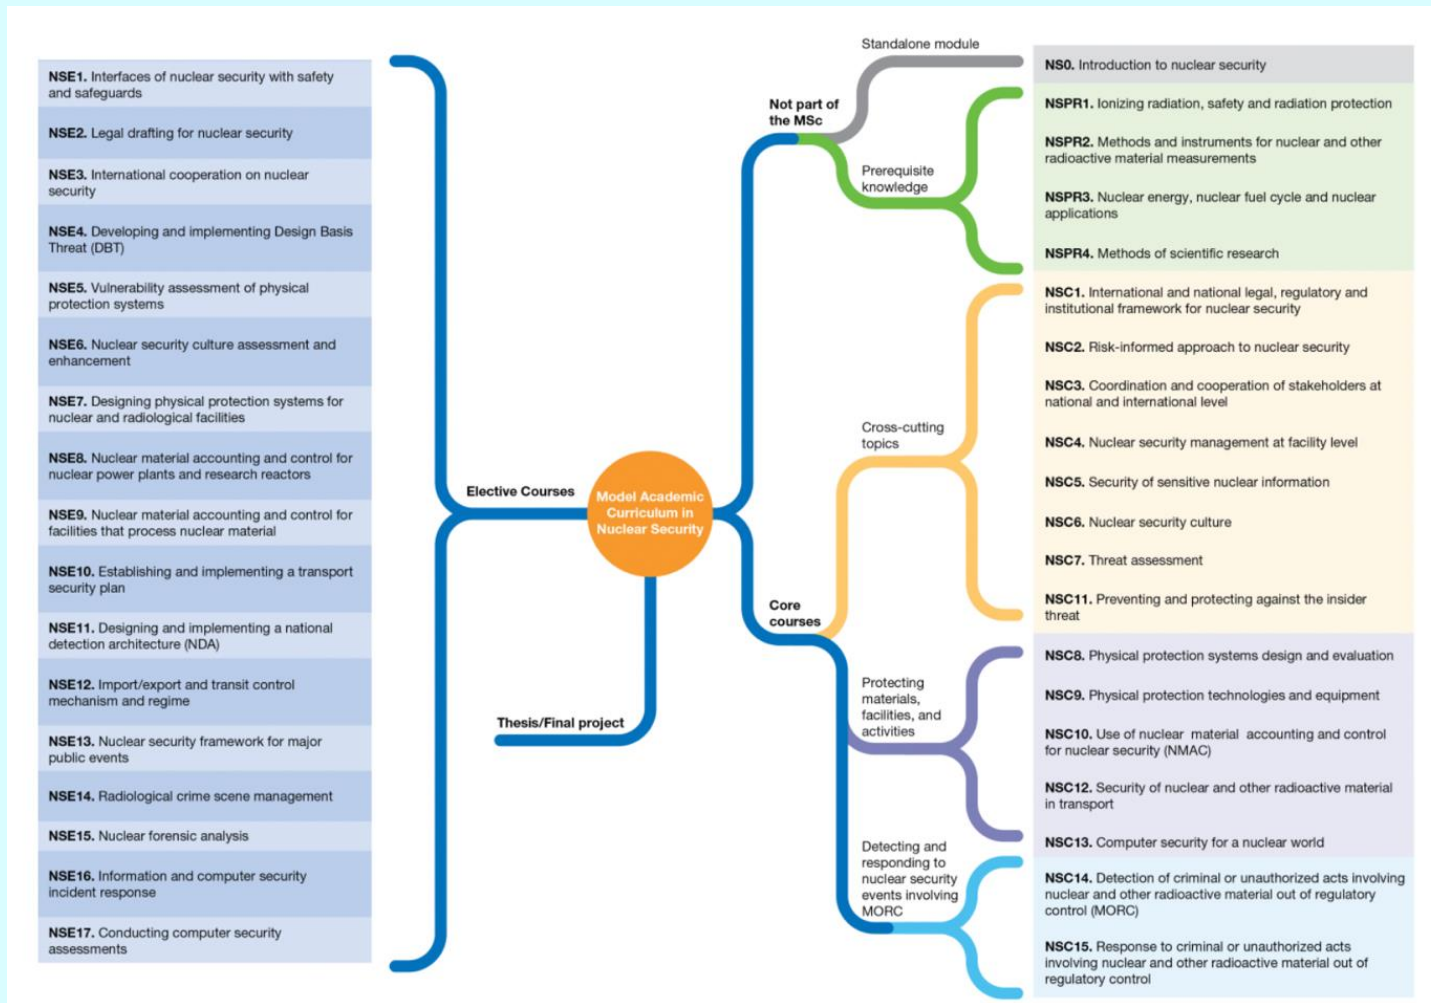 NSE1. Interfaces of nuclear security with safety
and safeguards
NSE2. Legal drafting for nuclear security
NSE3. International cooperation on nuclear
security
NSE4. Developing and implementing Design Basis
Threat (DBT)
NSE5. Vulnerability assessment of physical
protection systems
NSE6. Nuclear security culture assessment and
enhancement
NSE7. Designing physical protection systems for
nuclear and radiological facilities
NSE8. Nuclear material accounting and control for
nuclear power plants and research reactors
NSE9. Nuclear material accounting and control for
facilities that process nuclear material
NSE10. Establishing and implementing a transport
security plan
NSE11. Designing and implementing a national
detection architecture (NDA)
NSE12. Import/export and transit control
mechanism and regime
NSE13. Nuclear security framework for major
public events
NSE14. Radiological crime scene management
NSE15. Nuclear forensic analysis
NSE16. Information and computer security
incident response
NSE17. Conducting computer security
assessments
Elective Courses
Model Academic
Curriculum in
Nuclear Security
Thesis/Final project
Not part of
the MSc
Standalone module
Prerequisite
knowledge
Core
courses
Cross-cutting
topics
Protecting
materials,
facilities, and
activities
Detecting and
responding to
nuclear security
events involving
MORC
NS0. Introduction to nuclear security
NSPR1. Ionizing radiation, safety and radiation protection
NSPR2. Methods and instruments for nuclear and other
radioactive material measurements
NSPR3. Nuclear energy, nuclear fuel cycle and nuclear
applications
NSPR4. Methods of scientific research
NSC1. International and national legal, regulatory and
institutional framework for nuclear security
NSC2. Risk-informed approach to nuclear security
NSC3. Coordination and cooperation of stakeholders at
national and international level
NSC4. Nuclear security management at facility level
NSC5. Security of sensitive nuclear information
NSC6. Nuclear security culture
NSC7. Threat assessment
NSC11. Preventing and protecting against the insider
threat
NSC8. Physical protection systems design and evaluation
NSC9. Physical protection technologies and equipment
NSC10. Use of nuclear material accounting and control
for nuclear security (NMAC)
NSC12. Security of nuclear and other radioactive material
in transport
NSC13. Computer security for a nuclear world
NSC14. Detection of criminal or unauthorized acts involving
nuclear and other radioactive material out of regulatory
control (MORC)
NSC15. Response to criminal or unauthorized acts
involving nuclear and other radioactive material out of
regulatory control